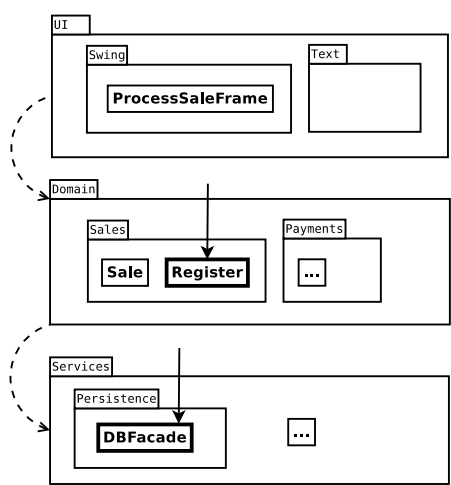 UI
Swing
Text
ProcessSaleFrame
Domain
Sales
Payments
Sale
Register
...
Services
Persistence
DBFacade
...